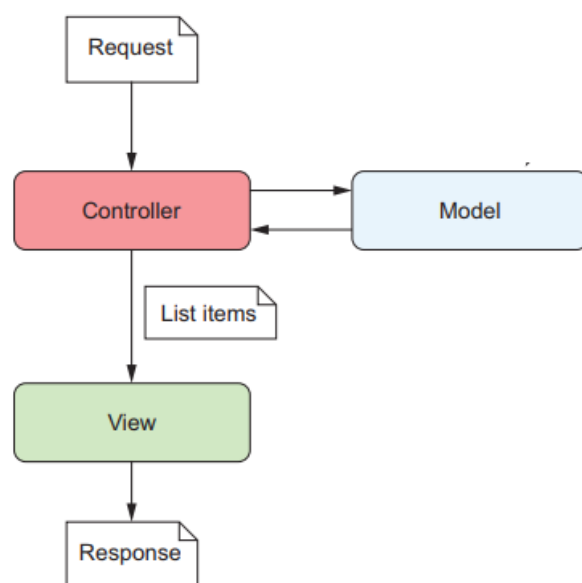 Request
Controller
Model
List items
View
Response